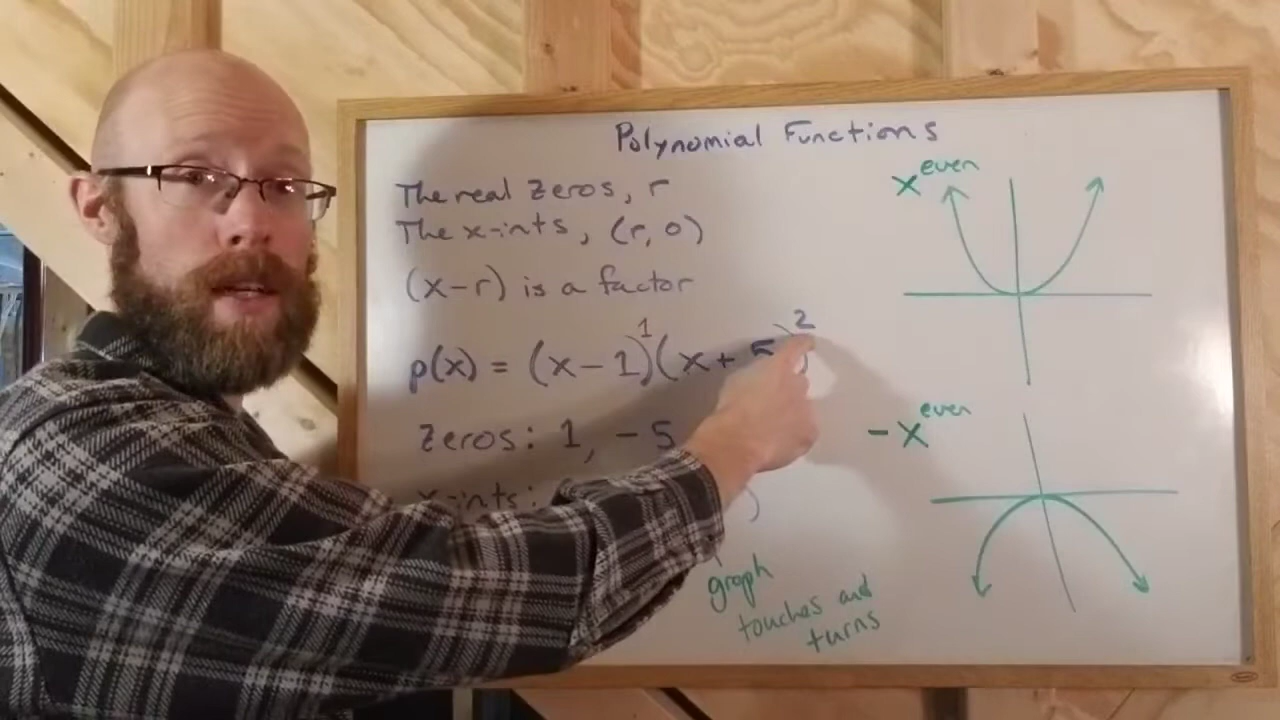 Polynomial Functions
The real zeros, r
The x-ints, (r, 0)
(x-r) is a factor
p(x) = (x-1)¹(x+5)²
zeros: 1, -5
x-ints:
graph
touches and
turns
x^even
-x^even